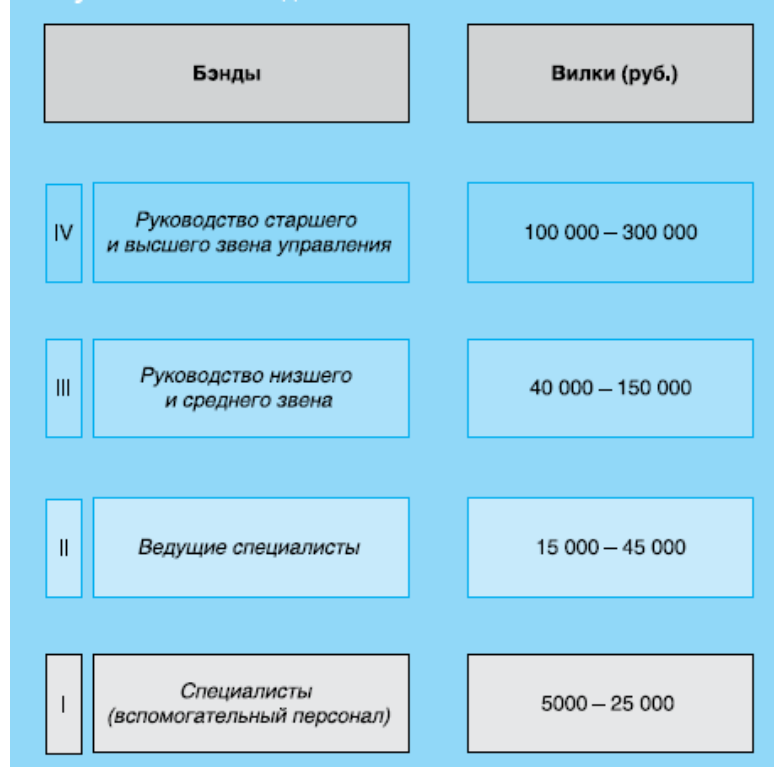 Бэнды
Вилки (руб.)
IV
Руководство старшего
и высшего звена управления
100 000 – 300 000
III
Руководство низшего
и среднего звена
40 000 – 150 000
II
Ведущие специалисты
15 000 – 45 000
I
Специалисты
(вспомогательный персонал)
5000 – 25 000